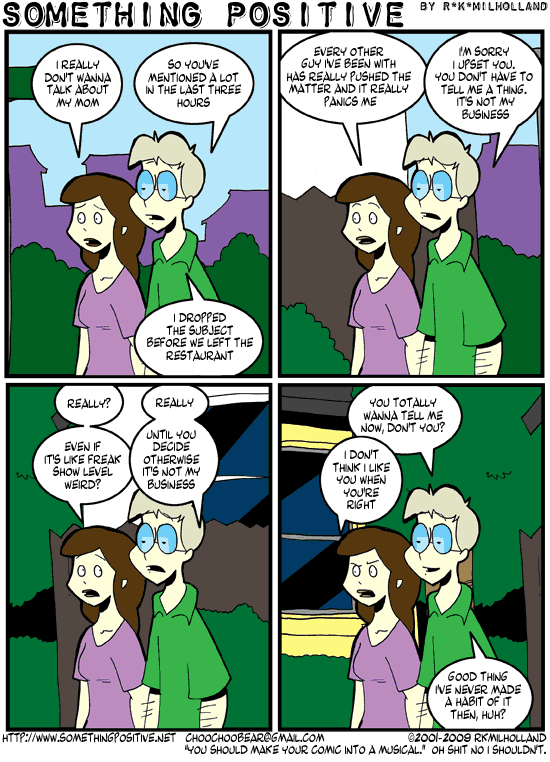 SOMETHING POSITIVE BY R*K*MILHOLLAND
I REALLY
DON'T WANNA
TALK ABOUT
MY MOM
SO YOU'VE
MENTIONED A LOT
IN THE LAST THREE
HOURS
I DROPPED
THE SUBJECT
BEFORE WE LEFT THE
RESTAURANT
EVERY OTHER
GUY I'VE BEEN WITH
HAS REALLY PUSHED THE
MATTER AND IT REALLY
PANICS ME
I'M SORRY
I UPSET YOU.
YOU DON'T HAVE TO
TELL ME A THING.
IT'S NOT MY
BUSINESS
REALLY?
REALLY
EVEN IF
IT'S LIKE FREAK
SHOW LEVEL
WEIRD?
UNTIL YOU
DECIDE
OTHERWISE
IT'S NOT MY
BUSINESS
YOU TOTALLY
WANNA TELL ME
NOW, DON'T YOU?
I DON'T
THINK I LIKE
YOU WHEN
YOU'RE
RIGHT
GOOD THING
I'VE NEVER MADE
A HABIT OF IT
THEN, HUH?
HTTP://WWW.SOMETHINGPOSITIVE.NET CHOOCHOOBEAR@GMAIL.COM ©2001-2009 RKMILHOLLAND
"YOU SHOULD MAKE YOUR COMIC INTO A MUSICAL." OH SHIT NO I SHOULDN'T.